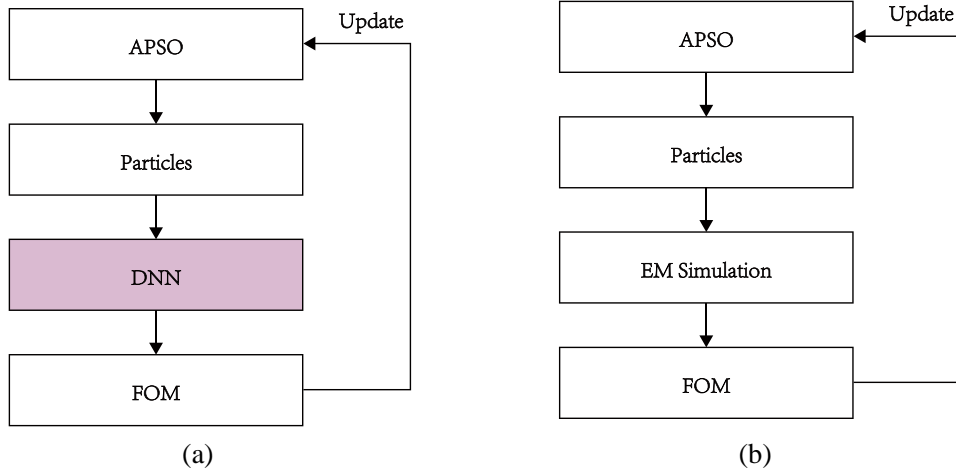 Update
APSO
Particles
DNN
FOM
(a)
Update
APSO
Particles
EM Simulation
FOM
(b)